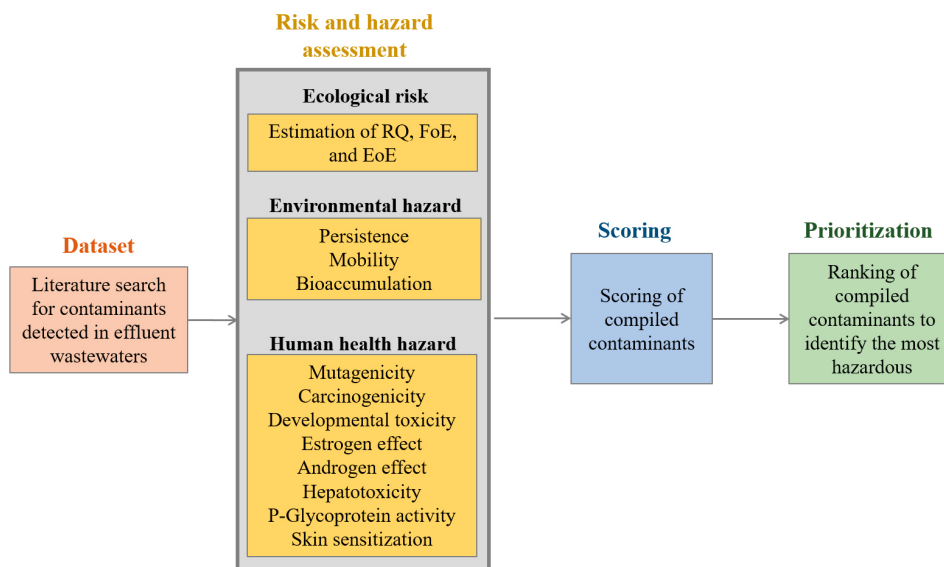 Dataset
Literature search
for contaminants
detected in effluent
wastewaters
Risk and hazard
assessment
Ecological risk
Estimation of RQ, FoE,
and EoE
Environmental hazard
Persistence
Mobility
Bioaccumulation
Human health hazard
Mutagenicity
Carcinogenicity
Developmental toxicity
Estrogen effect
Androgen effect
Hepatotoxicity
P-Glycoprotein activity
Skin sensitization
Scoring
Scoring of
compiled
contaminants
Prioritization
Ranking of
compiled
contaminants to
identify the most
hazardous